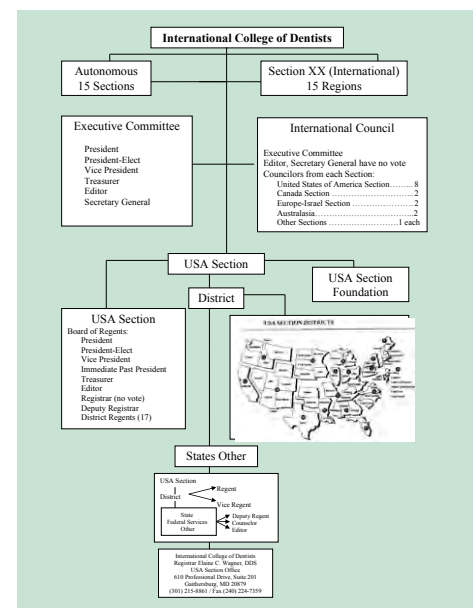 International College of Dentists
Autonomous
15 Sections
Section XX (International)
15 Regions
Executive Committee
President
President-Elect
Vice President
Treasurer
Editor
Secretary General
International Council
Executive Committee
Editor, Secretary General have no vote
Councilors from each Section:
United States of America Section......... 8
Canada Section ................................2
Europe-Israel Section ......................2
Australasia.......................................2
Other Sections ..........................1 each
USA Section
USA Section
Foundation
District
USA Section
Board of Regents:
President
President-Elect
Vice President
Immediate Past President
Treasurer
Editor
Registrar (no vote)
Deputy Registrar
District Regents (17)
USA SECTION-DISTRICTS
States Other
USA Section
District
Regent
Vice Regent
State
Federal Services
Other
Deputy Regent
Counselor
Editor
International College of Dentists
Registrar Elaine C. Wagner, DDS
USA Section Office
610 Professional Drive, Suite 201
Gaithersburg, MD 20879
(301) 215-8861 / Fax (240) 224-7359